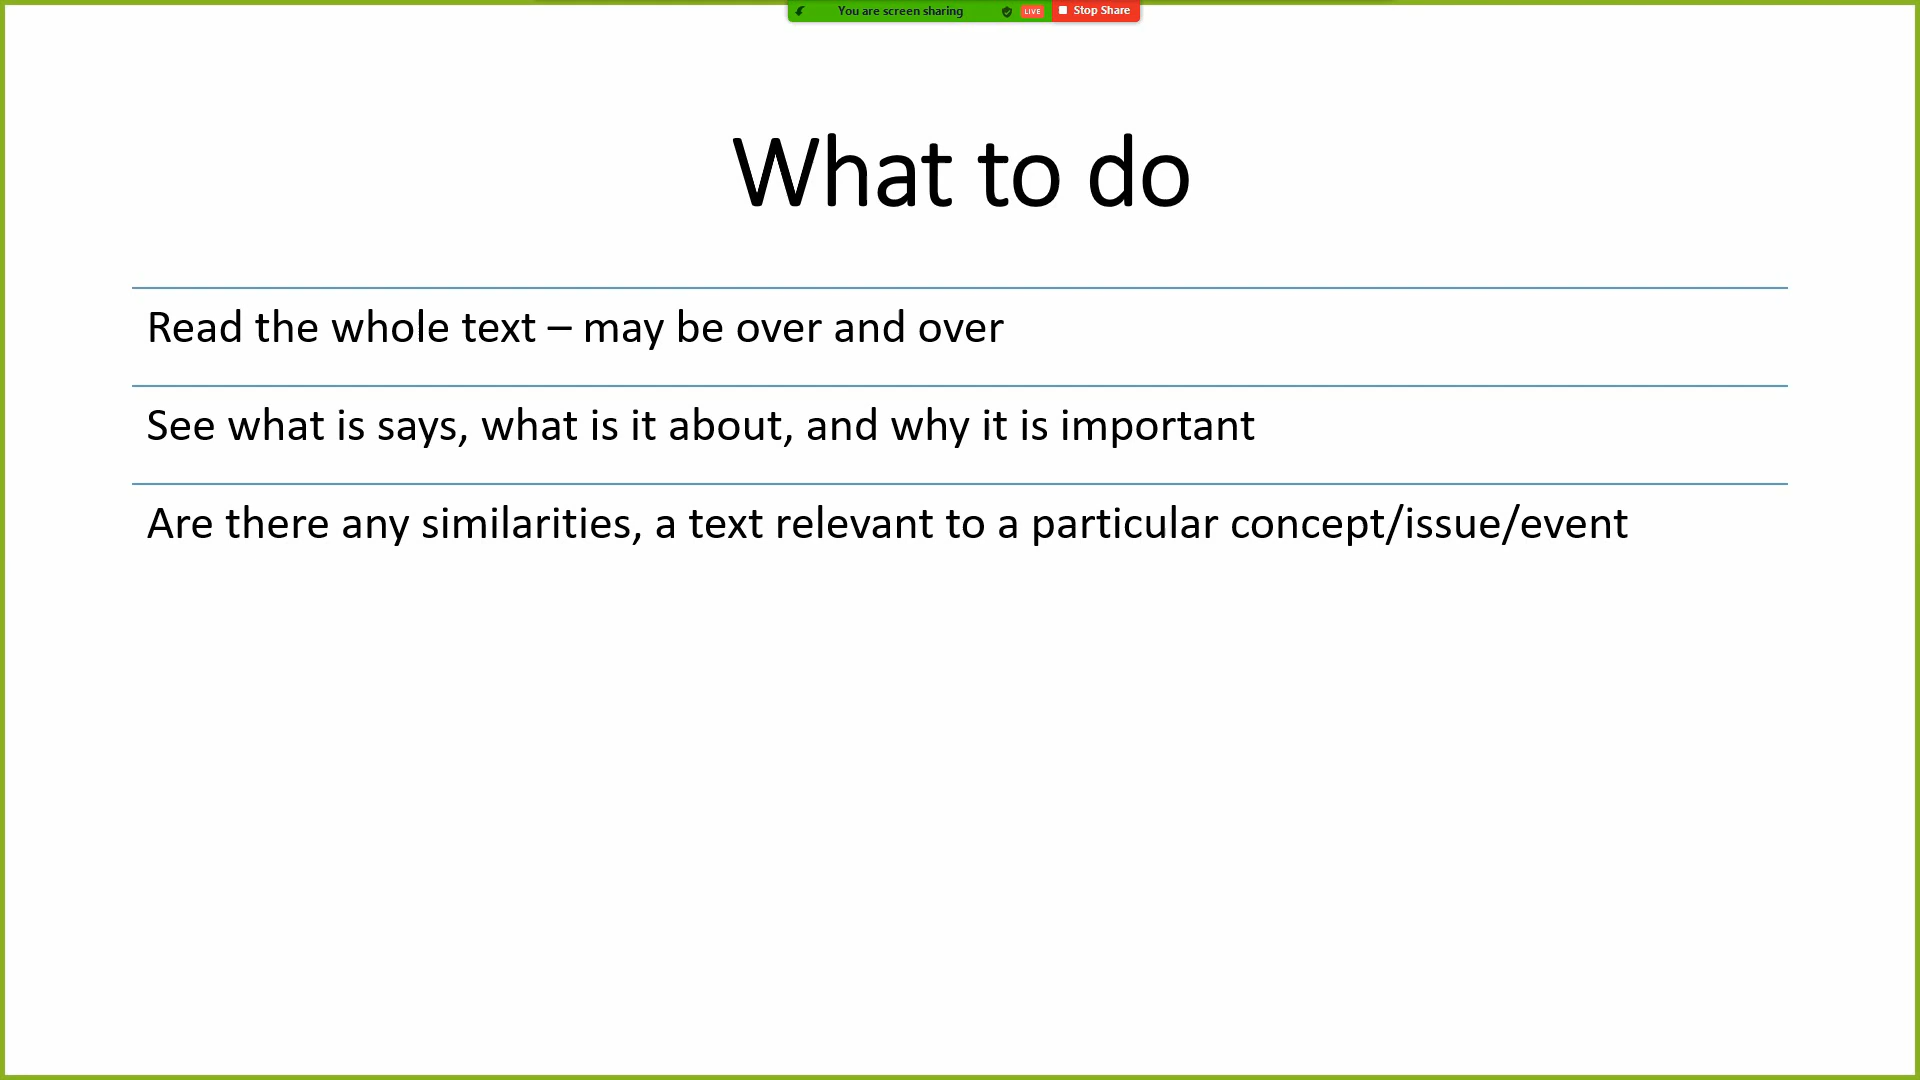 You are screen sharing LIVE Stop Share
What to do
Read the whole text – may be over and over
See what is says, what is it about, and why it is important
Are there any similarities, a text relevant to a particular concept/issue/event